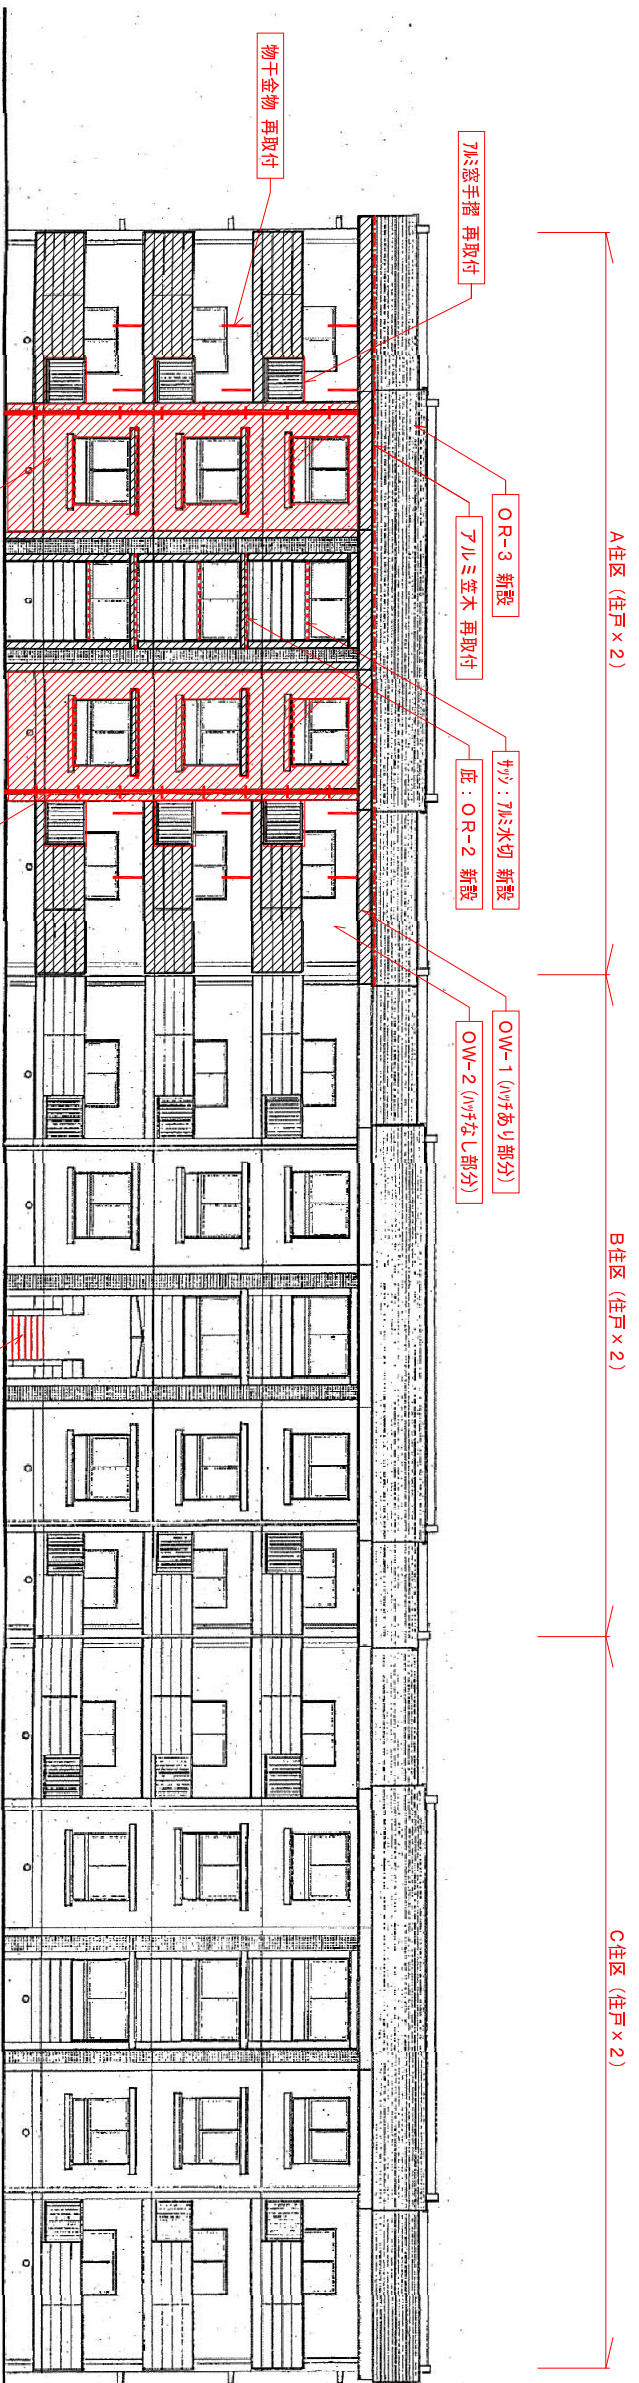 A住区 (住戸×2)
B住区 (住戸×2)
C住区 (住戸×2)
物干金物 再取付
ｱﾙﾐ窓手摺 再取付
OR-3 新設
アルミ笠木 再取付
ｻｯｼ：ｱﾙﾐ水切 新設
庇：OR-2 新設
OW-1 (ﾊｯﾁあり部分)
OW-2 (ﾊｯﾁなし部分)